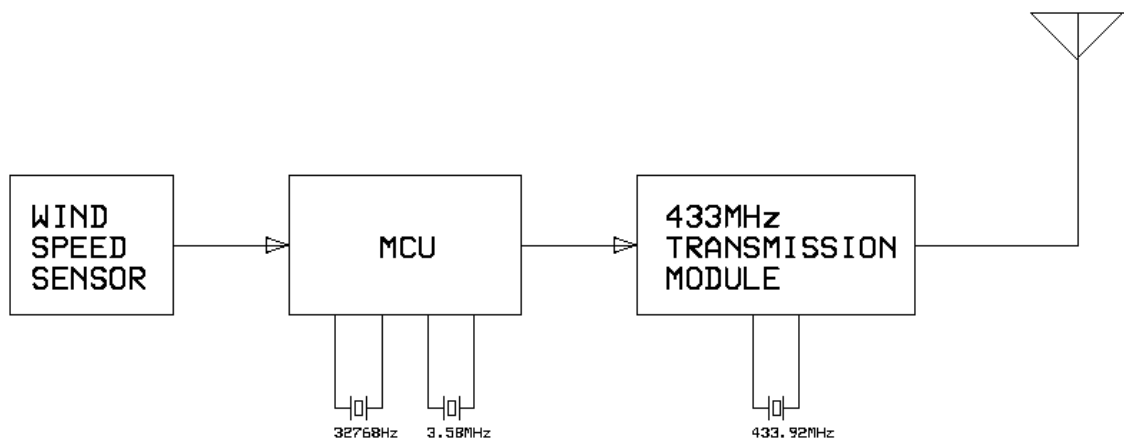 WIND
SPEED
SENSOR
MCU
433MHz
TRANSMISSION
MODULE
32768Hz
3.58MHz
433.92MHz